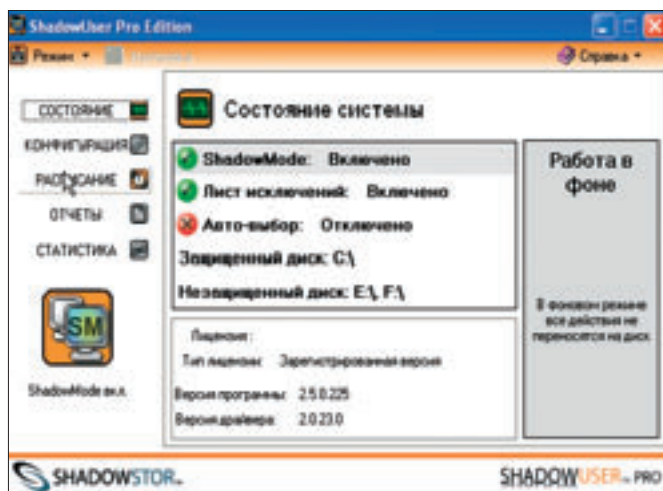 ShadowUser Pro Edition
Режим
Справка
СОСТОЯНИЕ
КОНФИГУРАЦИЯ
РАСПИСАНИЕ
ОТЧЕТЫ
СТАТИСТИКА
SM
ShadowMode вкл.
Состояние системы
ShadowMode: Включено
Лист исключений: Включено
Авто-выбор: Отключено
Защищенный диск: C:\
Незащищенный диск: E:\, F:\
Лицензия:
Тип лицензии: Зарегистрированная версия
Версия программы: 2.5.0.225
Версия драйвера: 2.0.23.0
Работа в
фоне
В фоновом режиме
все действия не
переносятся на диск
SHADOWSTOR™
SHADOWUSER™ PRO